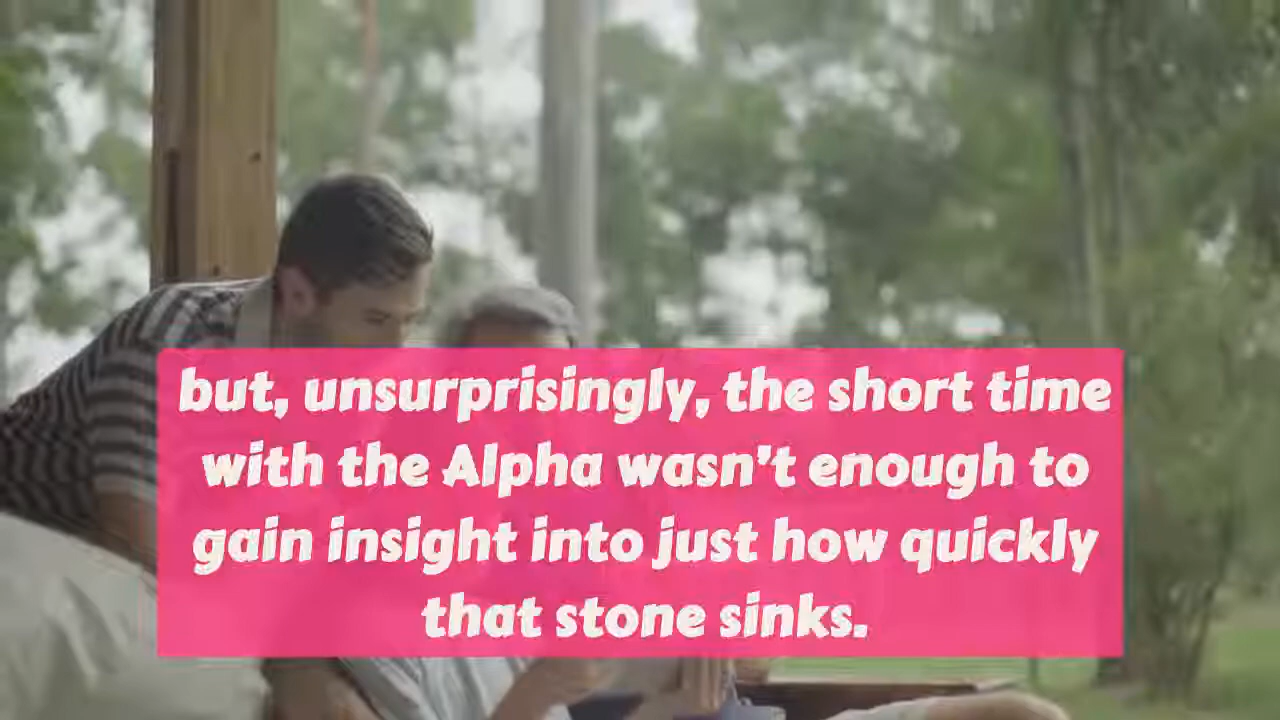 but, unsurprisingly, the short time
with the Alpha wasn't enough to
gain insight into just how quickly
that stone sinks.